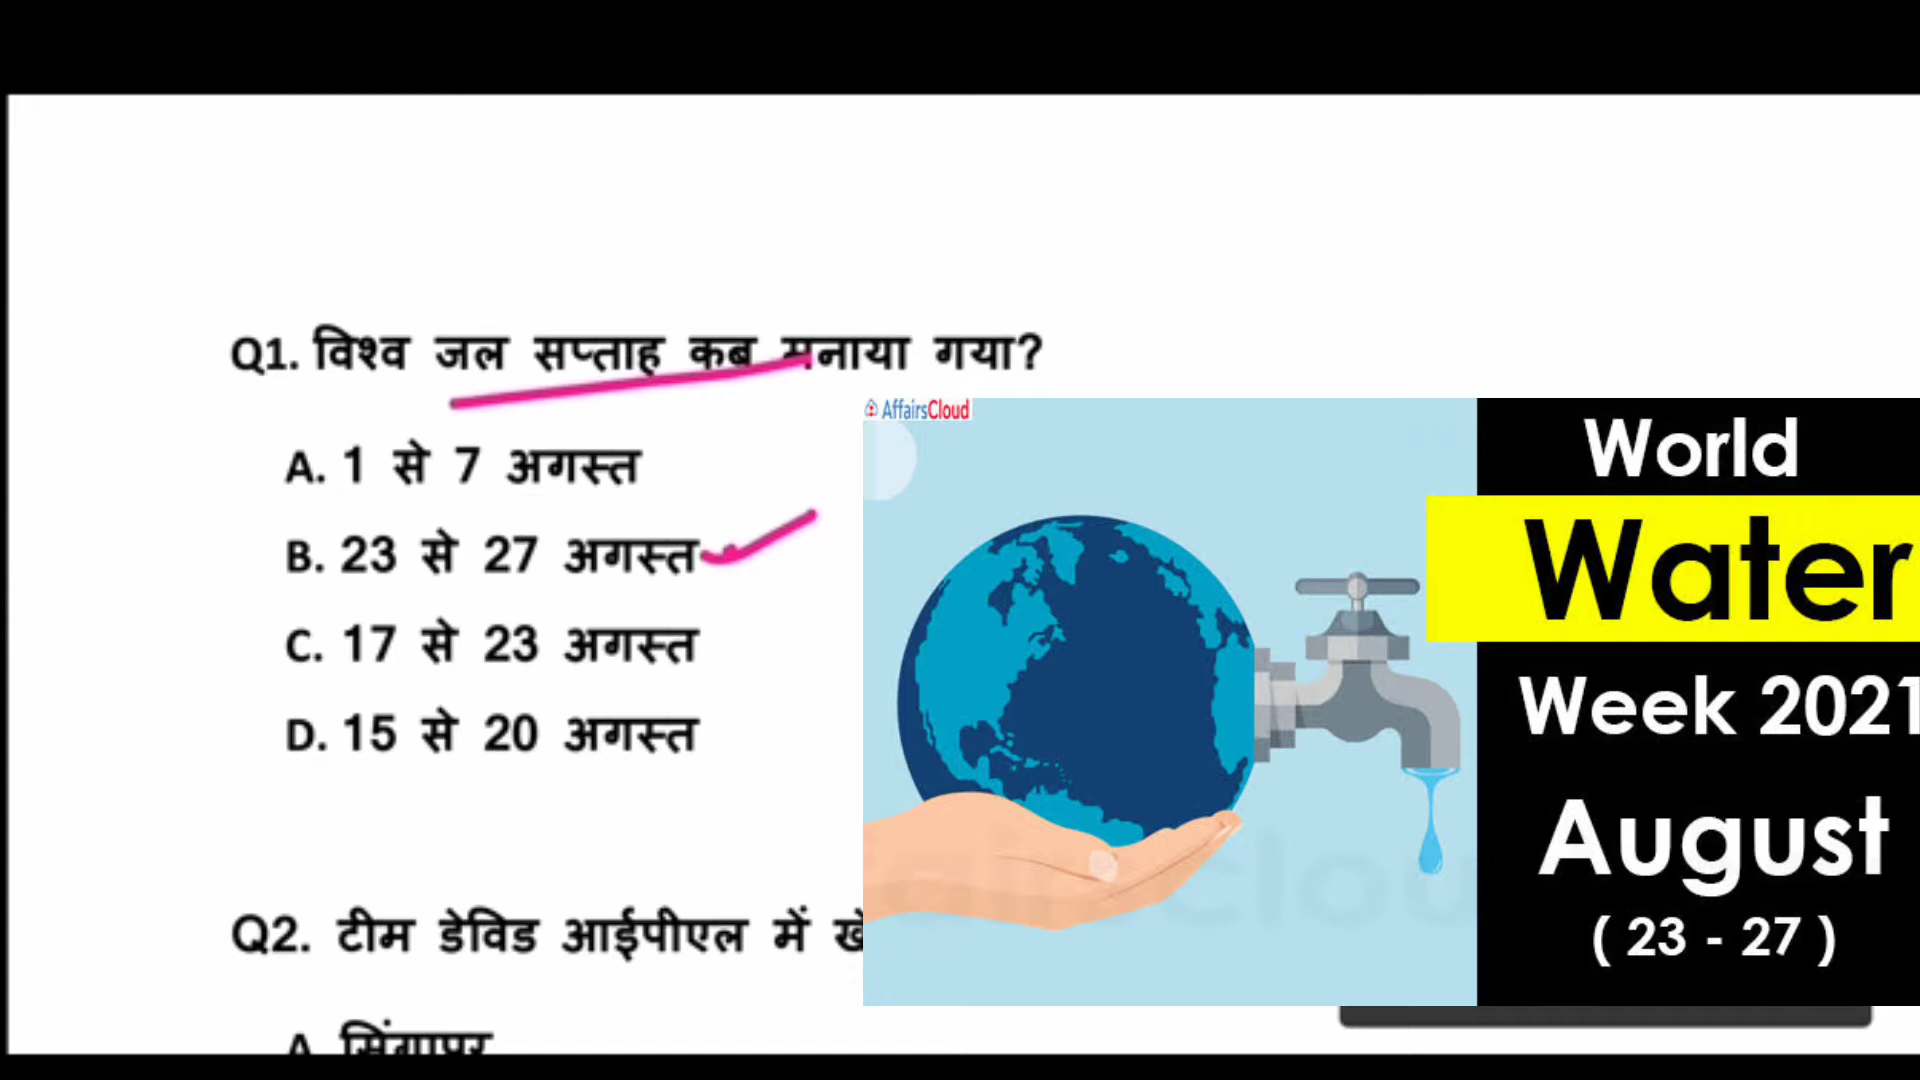 Q1. विश्व जल सप्ताह कब मनाया गया?
A. 1 से 7 अगस्त
B. 23 से 27 अगस्त
C. 17 से 23 अगस्त
D. 15 से 20 अगस्त
Q2. टीम डेविड आईपीएल में
A. सिंगापुर
AffairsCloud
World
Water
Week 2021
August
( 23 - 27 )